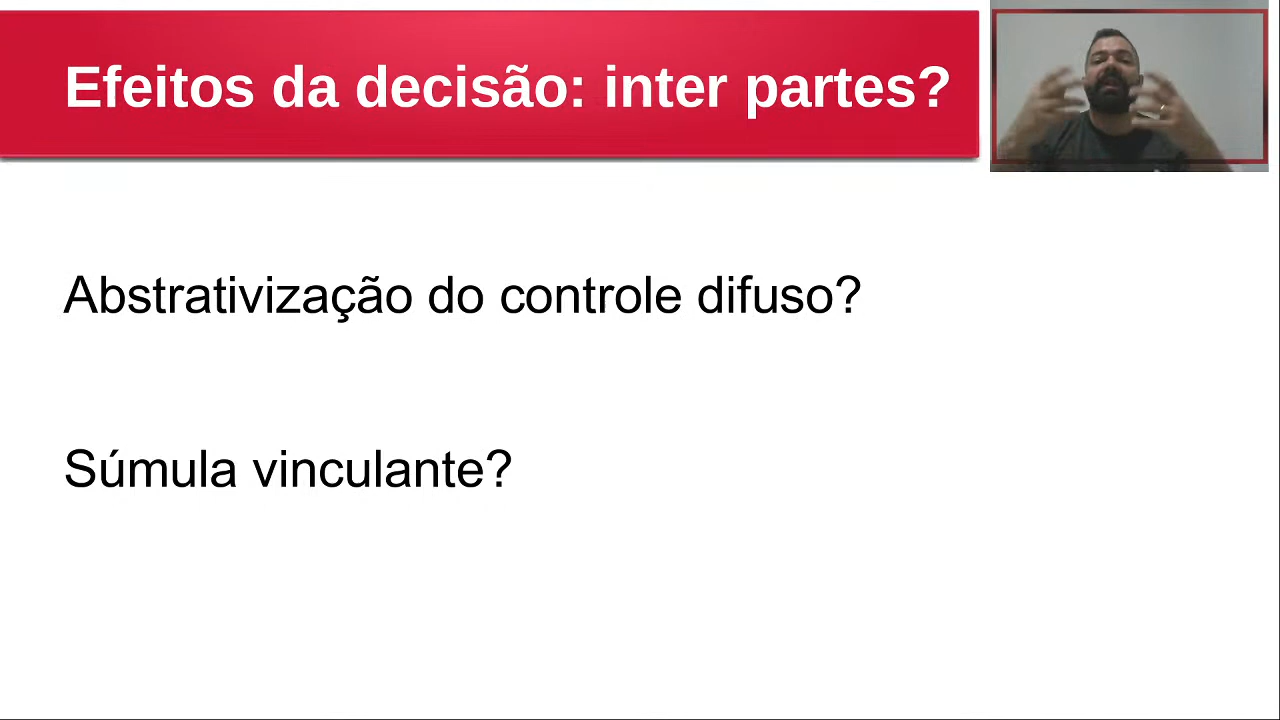 Efeitos da decisão: inter partes?
Abstrativização do controle difuso?
Súmula vinculante?